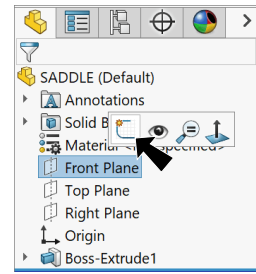 SADDLE (Default)
Annotations
Solid B
Material
Front Plane
Top Plane
Right Plane
Origin
Boss-Extrude1